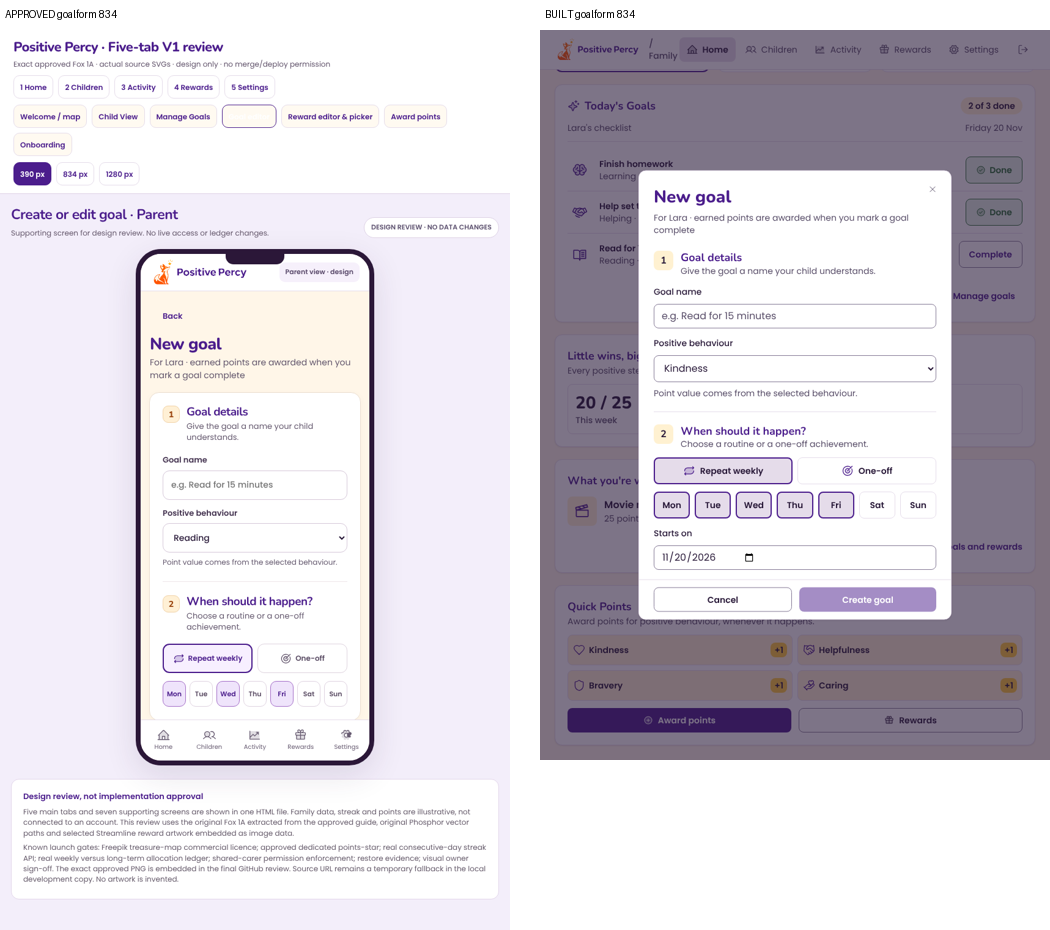 APPROVED goalform 834
Positive Percy · Five-tab V1 review
Exact approved Fox 1A · actual source SVGs · design only · no merge/deploy permission
1 Home
2 Children
3 Activity
4 Rewards
5 Settings
Welcome / map
Child View
Manage Goals
Reward editor & picker
Award points
Onboarding
390 px
834 px
1280 px
Create or edit goal · Parent
Supporting screen for design review. No live access or ledger changes.
DESIGN REVIEW · NO DATA CHANGES
Positive Percy
Parent view · design
Back
New goal
For Lara · earned points are awarded when you
mark a goal complete
1
Goal details
Give the goal a name your child
understands.
Goal name
e.g. Read for 15 minutes
Positive behaviour
Reading
Point value comes from the selected behaviour.
2
When should it happen?
Choose a routine or a one-off
achievement.
Repeat weekly
One-off
Mon
Tue
Wed
Thu
Fri
Sat
Sun
Home
Children
Activity
Rewards
Settings
Design review, not implementation approval
Five main tabs and seven supporting screens are shown in one HTML file. Family data, streak and points are illustrative, not
connected to an account. This review uses the original Fox 1A extracted from the approved guide, original Phosphor vector
paths and selected Streamline reward artwork embedded as image data.
Known launch gates: Freepik treasure-map commercial licence; approved dedicated points-star; real consecutive-day streak
API; real weekly versus long-term allocation ledger; shared-carer permission enforcement; restore evidence; visual owner
sign-off. The exact approved PNG is embedded in the final GitHub review. Source URL remains a temporary fallback in the local
development copy. No artwork is invented.
BUILT goalform 834
Positive Percy
/
Family
Home
Children
Activity
Rewards
Settings
Today's Goals
2 of 3 done
Lara's checklist
Friday 20 Nov
Finish homework
Learning
Done
Help set t
Helping ·
Done
Read for
Reading ·
Complete
Manage goals
Little wins, big
Every positive ste
20 / 25
This week
What you're w
Movie n
25 point
als and rewards
Quick Points
Award points for positive behaviour, whenever it happens.
Kindness
+1
Helpfulness
+1
Bravery
+1
Caring
+1
Award points
Rewards
New goal
×
For Lara · earned points are awarded when you mark a goal
complete
1
Goal details
Give the goal a name your child understands.
Goal name
e.g. Read for 15 minutes
Positive behaviour
Kindness
Point value comes from the selected behaviour.
2
When should it happen?
Choose a routine or a one-off achievement.
Repeat weekly
One-off
Mon
Tue
Wed
Thu
Fri
Sat
Sun
Starts on
11/20/2026
Cancel
Create goal